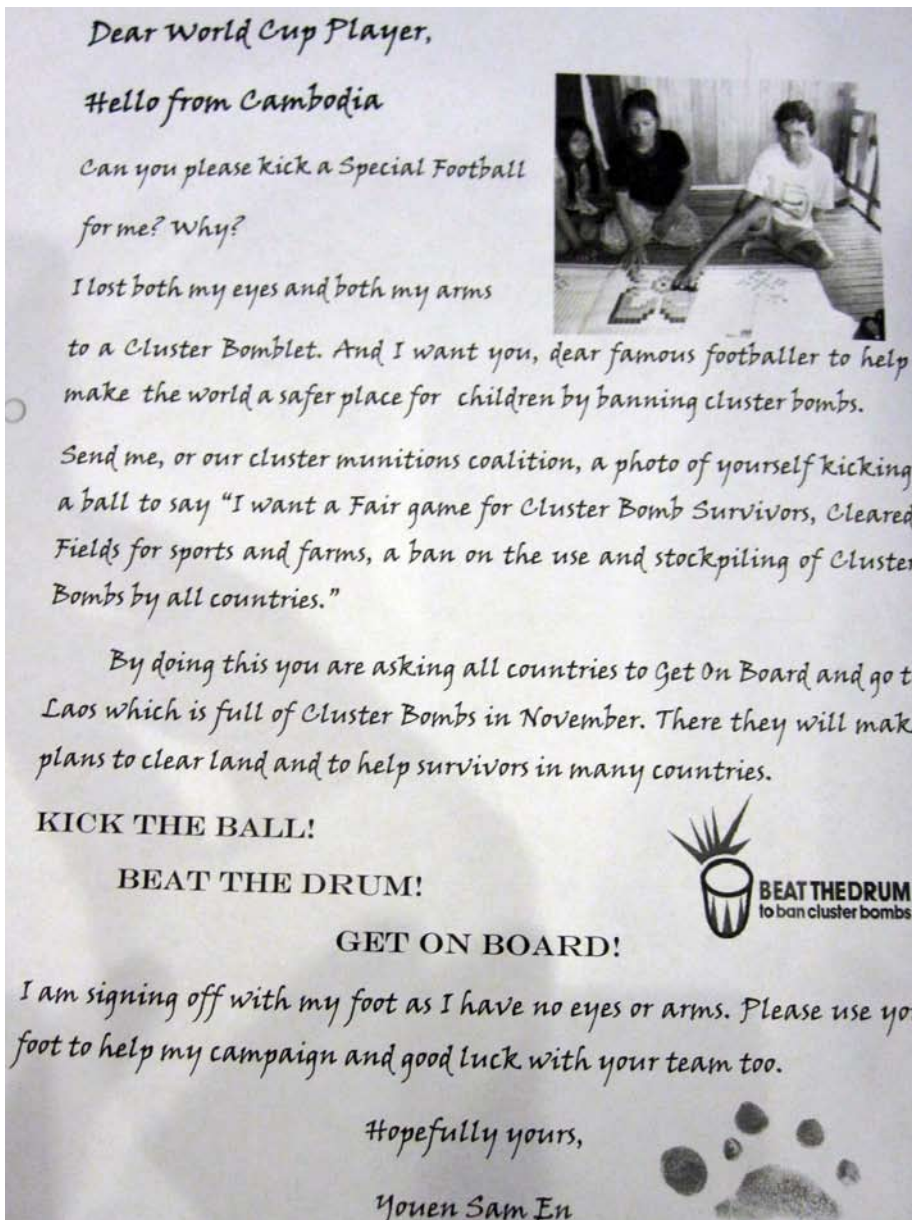 Dear World Cup Player,
Hello from Cambodia
Can you please kick a Special Football
for me? Why?
I lost both my eyes and both my arms
to a Cluster Bomblet. And I want you, dear famous footballer to help
make the world a safer place for children by banning cluster bombs.
Send me, or our cluster munitions coalition, a photo of yourself kicking
a ball to say "I want a Fair game for Cluster Bomb Survivors, Cleared
Fields for sports and farms, a ban on the use and stockpiling of Cluster
Bombs by all countries."
By doing this you are asking all countries to Get On Board and go t
Laos which is full of Cluster Bombs in November. There they will mak
plans to clear land and to help survivors in many countries.
KICK THE BALL!
BEAT THE DRUM!
BEATTHEDRUM
to ban cluster bombs
GET ON BOARD!
I am signing off with my foot as I have no eyes or arms. Please use yo
foot to help my campaign and good luck with your team too.
Hopefully yours,
Youen Sam En